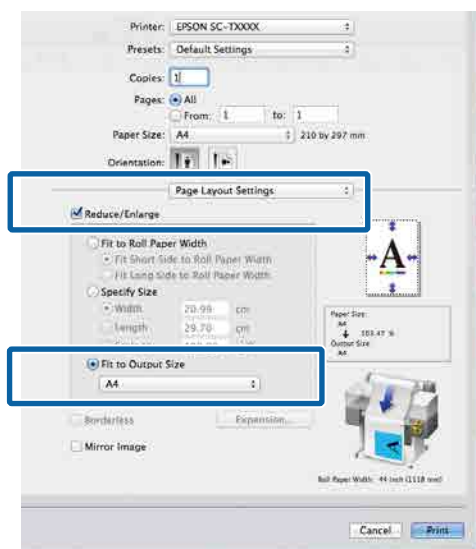 Printer: EPSON SC-TXXXX
Presets: Default Settings
Copies: 1
Pages: All
From: 1 to: 1
Paper Size: A4 210 by 297 mm
Orientation:
Page Layout Settings
Reduce/Enlarge
Fit to Roll Paper Width
Fit Short Side to Roll Paper Width
Fit Long Side to Roll Paper Width
Specify Size
Width 20.99 cm
Length 29.70 cm
Fit to Output Size
A4
Borderless Expansion...
Mirror Image
A
Paper Size:
A4
103.47 %
Output Size
A4
Roll Paper Width: 44 inch (1118 mm)
Cancel Print